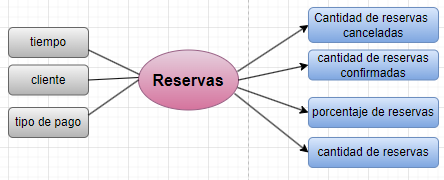 tiempo
cliente
tipo de pago
Reservas
Cantidad de reservas
canceladas
cantidad de reservas
confirmadas
porcentaje de reservas
cantidad de reservas